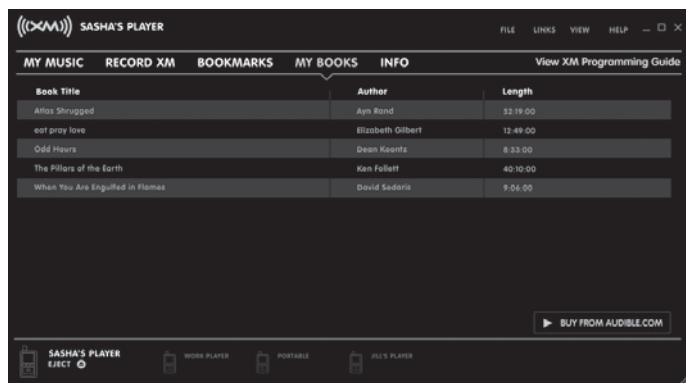 ((XM)) SASHA'S PLAYER FILE LINKS VIEW HELP
MY MUSIC RECORD XM BOOKMARKS MY BOOKS INFO View XM Programming Guide
Book Title Author Length
Atlas Shrugged Ayn Rand 52:19:00
eat pray love Elizabeth Gilbert 12:49:00
Odd Hours Dean Koontz 8:33:00
The Pillars of the Earth Ken Follett 40:10:00
When You Are Engulfed in Flames David Sedaris 9:06:00
BUY FROM AUDIBLE.COM
SASHA'S PLAYER WORK PLAYER PORTABLE JILL'S PLAYER
EJECT